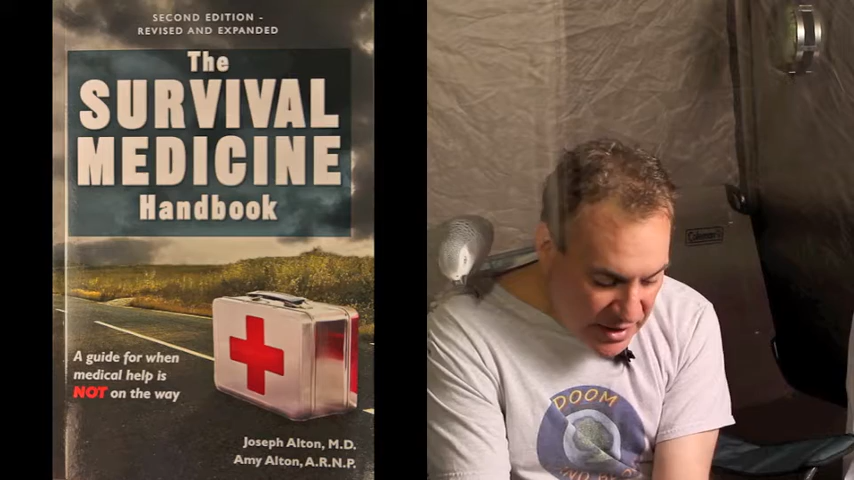 SECOND EDITION -
REVISED AND EXPANDED
The
SURVIVAL
MEDICINE
Handbook
A guide for when
medical help is
NOT on the way
Joseph Alton, M.D.
Amy Alton, A.R.N.P.
Coleman
DOOM